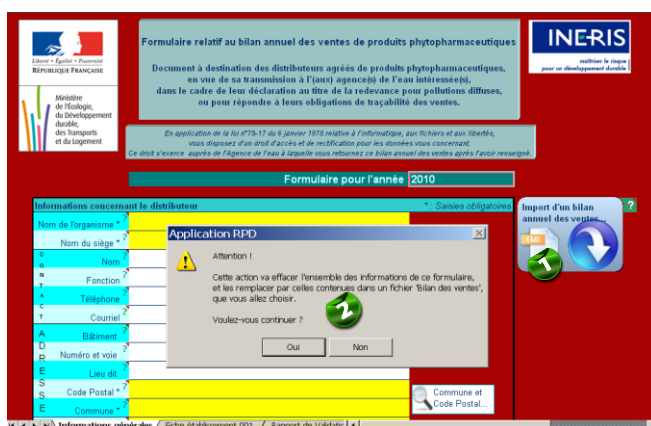 Formulaire relatif au bilan annuel des ventes de produits phytopharmaceutiques
Document à destination des distributeurs agréés de produits phytopharmaceutiques,
en vue de sa transmission à l'(aux) agence(s) de l'eau intéressée(s),
dans le cadre de leur déclaration au titre de la redevance pour pollutions diffuses,
ou pour répondre à leurs obligations de traçabilité des ventes.
Liberté • Égalité • Fraternité
RÉPUBLIQUE FRANÇAISE
Ministère
de l'Écologie,
du Développement
durable,
des Transports
et du Logement
INERIS
maîtriser le risque
pour un développement durable
En application de la loi n°78-17 du 6 janvier 1978 relative à l'informatique, aux fichiers et aux libertés,
vous disposez d'un droit d'accès et de rectification pour les données vous concernant.
Ce droit s'exerce auprès de l'Agence de l'eau à laquelle vous retournez ce bilan annuel des ventes après l'avoir renseigné.
Formulaire pour l'année 2010
Informations concernant le distributeur * : Saisies obligatoires
Nom de l'organisme * ?
Nom du siège * ?
C
O
N
T
A
C
T
Nom ?
Fonction ?
Téléphone ?
Courriel ?
A
D
R
E
S
S
E
Bâtiment ?
Numéro et voie ?
Lieu dit ?
Code Postal * ?
Commune * ?
Application RPD
Attention !
Cette action va effacer l'ensemble des informations de ce formulaire,
et les remplacer par celles contenues dans un fichier 'Bilan des ventes',
que vous allez choisir.
Voulez-vous continuer ?
2
Oui Non
Import d'un bilan
annuel des ventes...
?
XML
1
Commune et
Code Postal...
Informations générales / Fiche établissement 001 / Rapport de Validatio